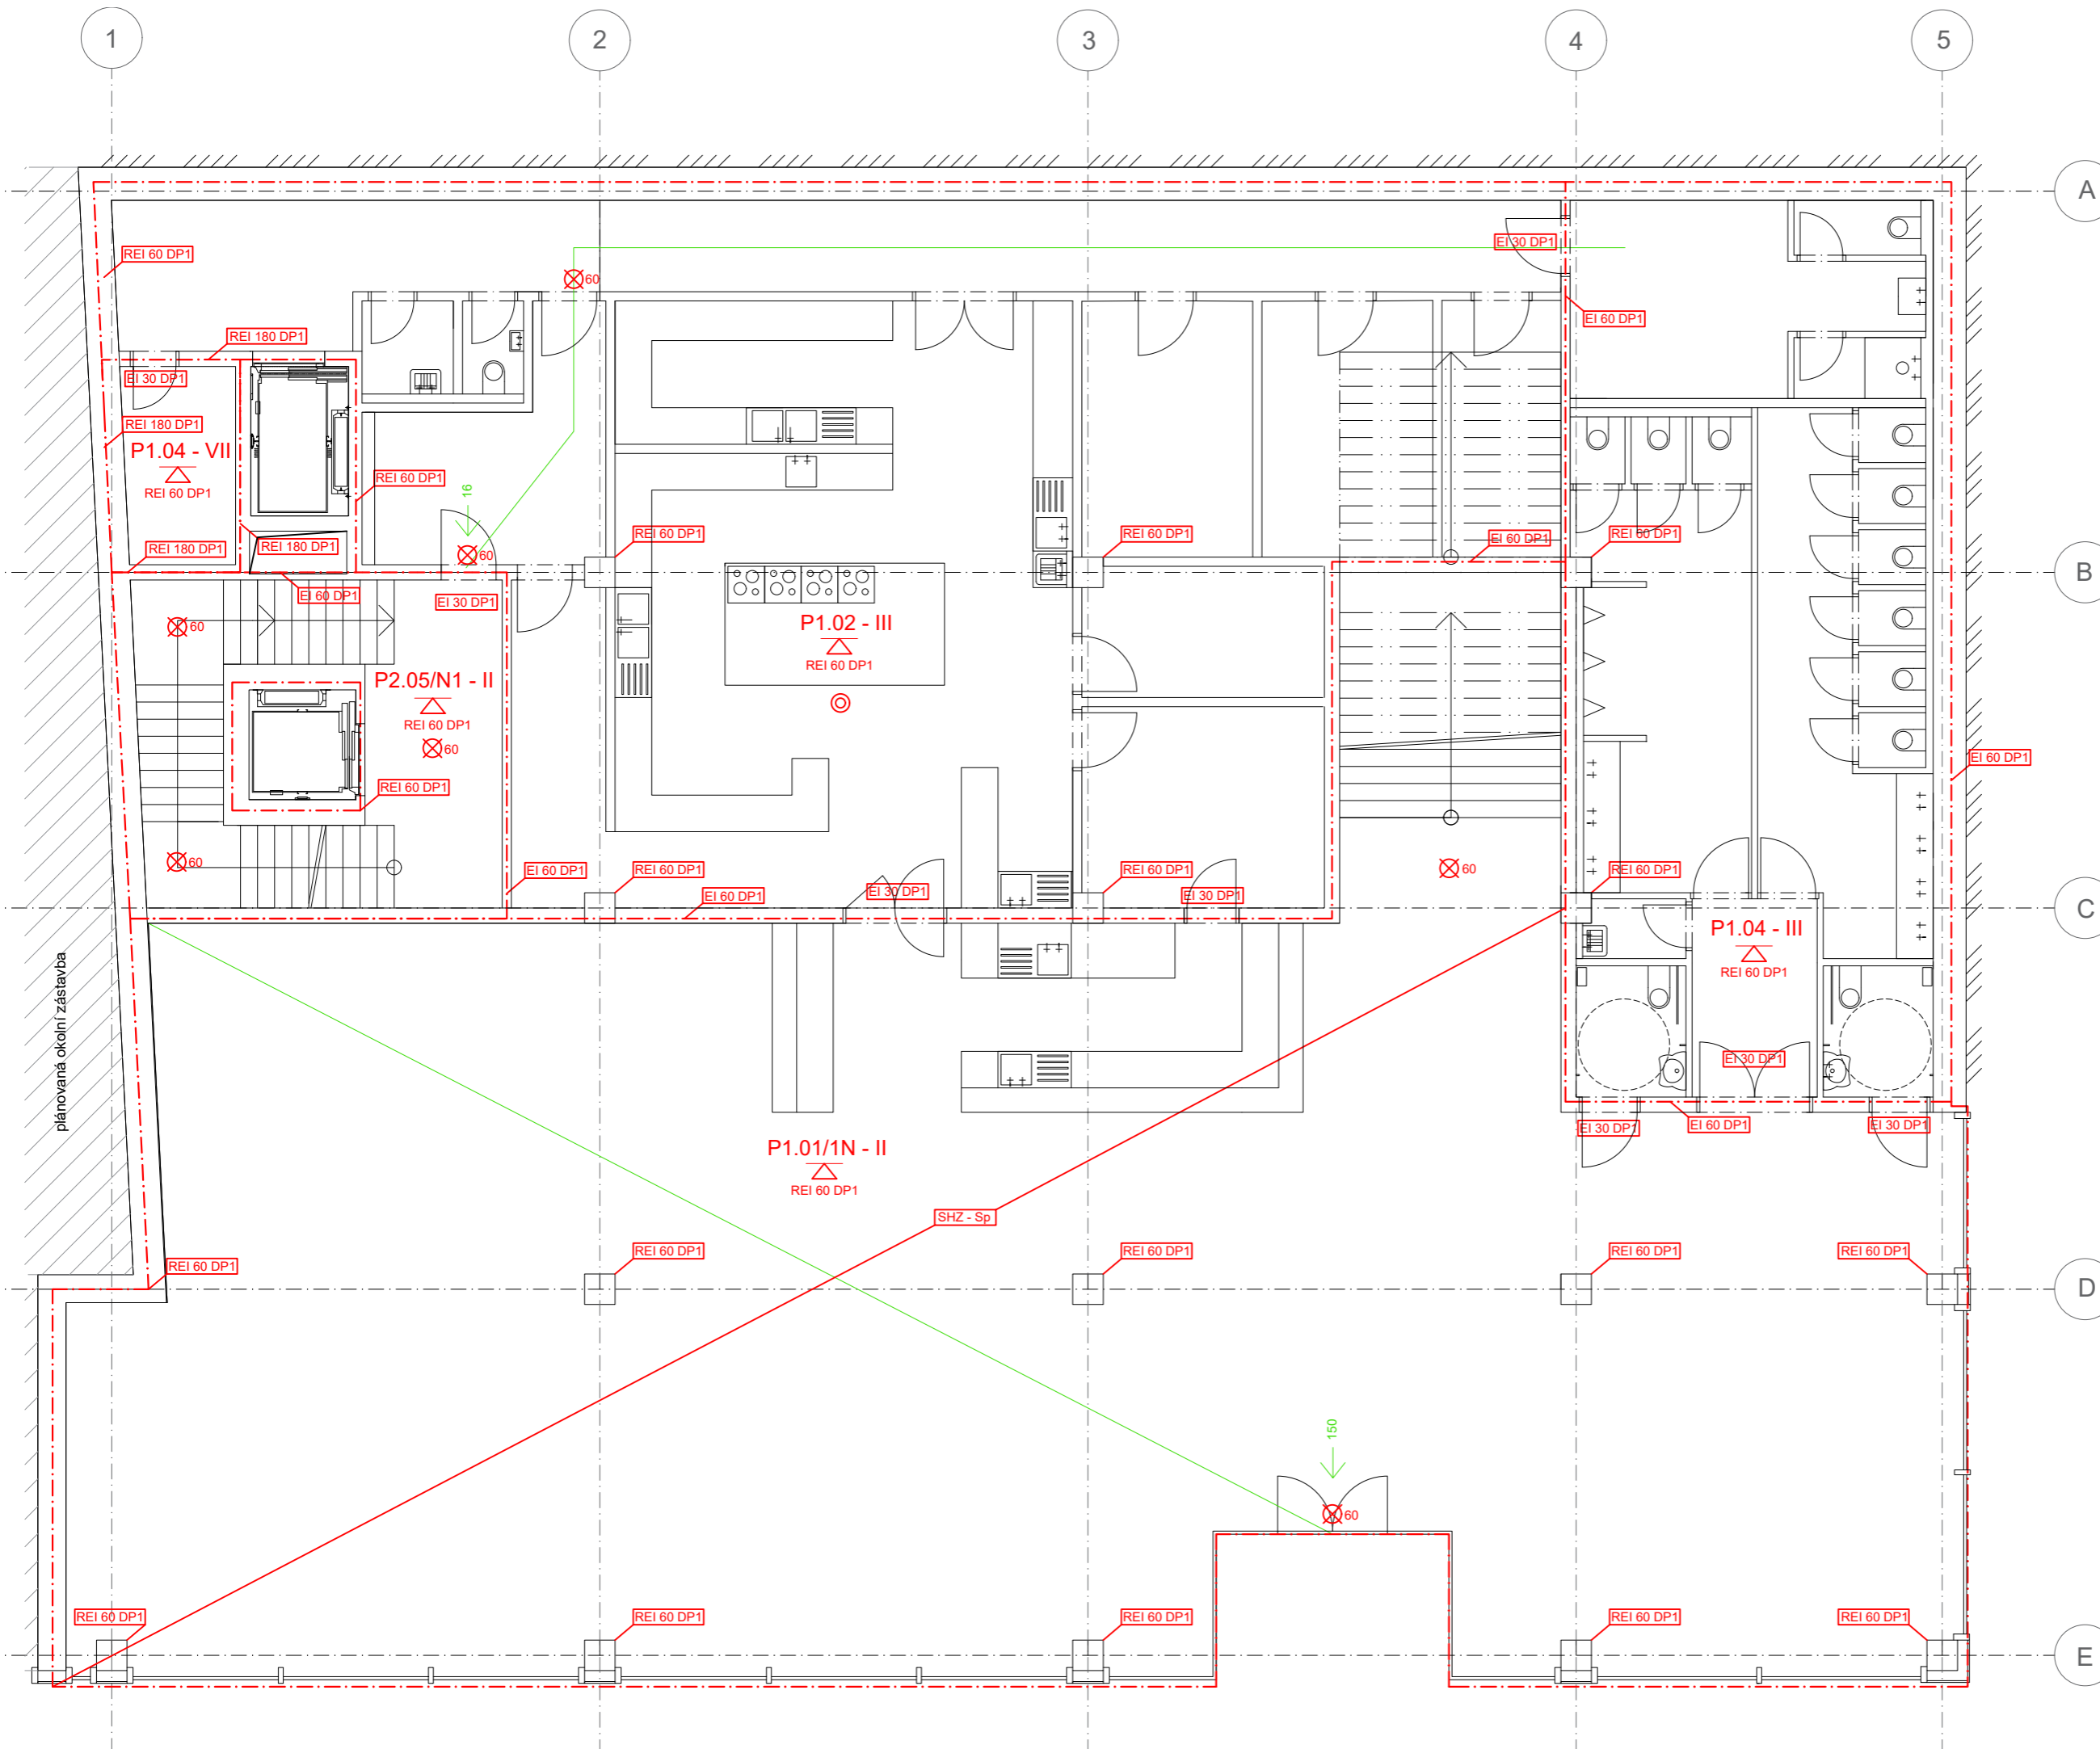 1
2
3
4
5
A
REI 60 DP1
EI 30 DP1
60
EI 60 DP1
REI 180 DP1
EI 30 DP1
REI 180 DP1
P1.04 - VII
REI 60 DP1
REI 60 DP1
16
REI 180 DP1
REI 180 DP1
60
REI 60 DP1
REI 60 DP1
EI 60 DP1
REI 60 DP1
B
EI 60 DP1
EI 30 DP1
60
P1.02 - III
REI 60 DP1
P2.05/N1 - II
REI 60 DP1
60
REI 60 DP1
EI 60 DP1
60
EI 60 DP1
REI 60 DP1
EI 60 DP1
EI 30 DP1
REI 60 DP1
EI 30 DP1
60
REI 60 DP1
C
P1.04 - III
REI 60 DP1
plánovaná okolní zástavba
EI 30 DP1
EI 30 DP1
EI 60 DP1
EI 30 DP1
P1.01/1N - II
REI 60 DP1
SHZ - Sp
REI 60 DP1
REI 60 DP1
REI 60 DP1
REI 60 DP1
REI 60 DP1
D
150
60
REI 60 DP1
REI 60 DP1
REI 60 DP1
REI 60 DP1
REI 60 DP1
E